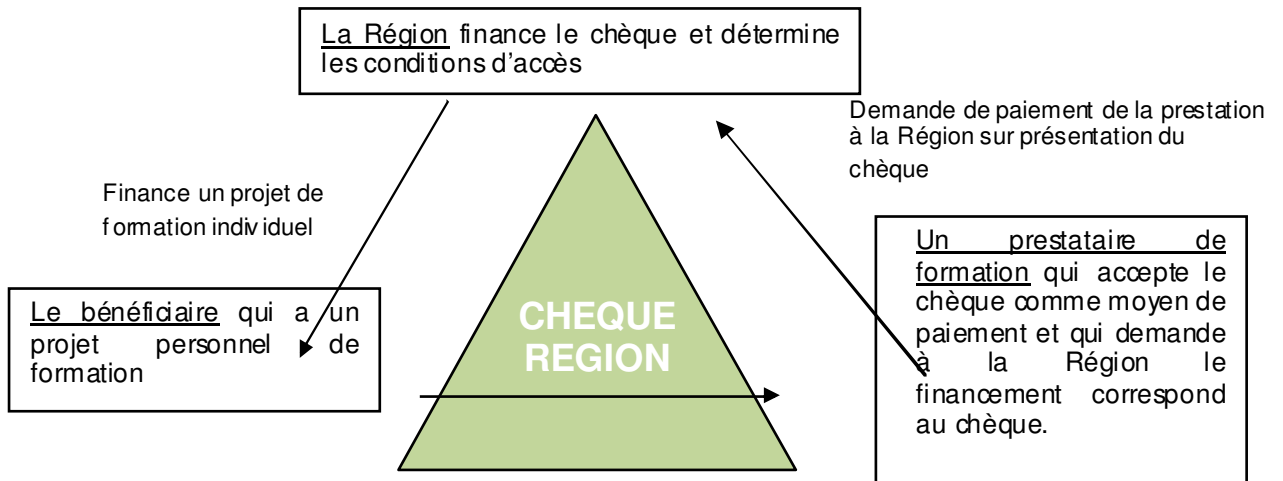 La Région finance le chèque et détermine
les conditions d'accès
Demande de paiement de la prestation
à la Région sur présentation du
chèque
Finance un projet de
formation individuel
Le bénéficiaire qui a un
projet personnel de
formation
CHEQUE
REGION
Un prestataire de
formation qui accepte le
chèque comme moyen de
paiement et qui demande
à la Région le
financement correspond
au chèque.